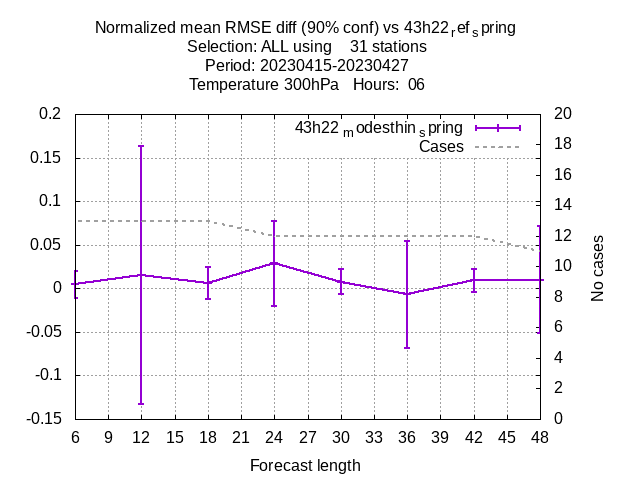 Normalized mean RMSE diff (90% conf) vs 43h22refspring
Selection: ALL using 31 stations
Period: 20230415-20230427
Temperature 300hPa Hours: 06
43h22modesthinspring
Cases
0.2
0.15
0.1
0.05
0
-0.05
-0.1
-0.15
20
18
16
14
12
10
8
6
4
2
0
No cases
6 9 12 15 18 21 24 27 30 33 36 39 42 45 48
Forecast length